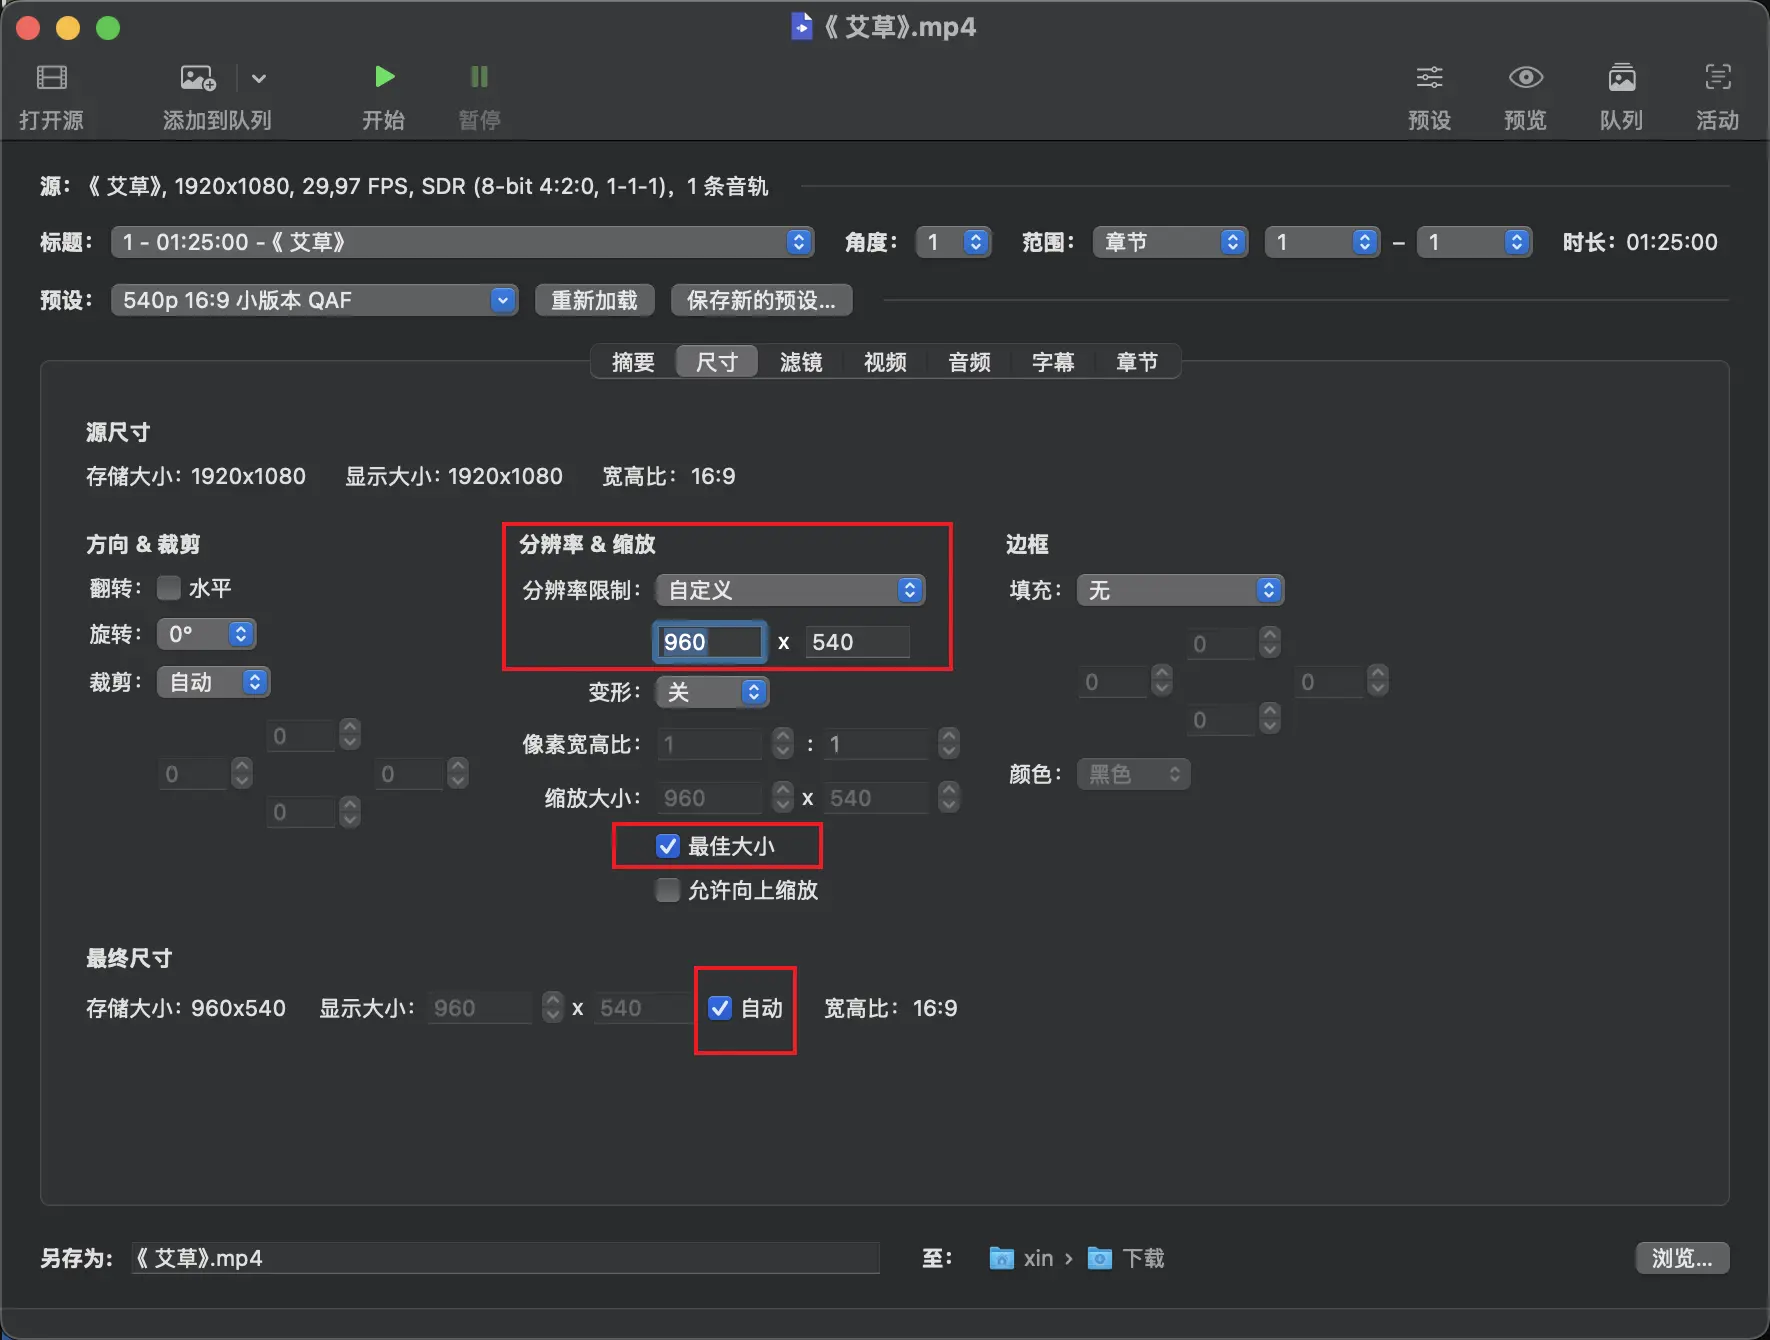 《 艾草》.mp4
打开源 添加到队列 开始 暂停 预设 预览 队列 活动
源： 《 艾草》, 1920x1080, 29,97 FPS, SDR (8-bit 4:2:0, 1-1-1)， 1 条音轨
标题： 1 - 01:25:00 -《 艾草》 角度： 1 范围： 章节 1 – 1 时长： 01:25:00
预设： 540p 16:9 小版本 QAF 重新加载 保存新的预设...
摘要 尺寸 滤镜 视频 音频 字幕 章节
源尺寸
存储大小： 1920x1080 显示大小： 1920x1080 宽高比： 16:9
方向 & 裁剪 分辨率 & 缩放 边框
翻转： 水平 分辨率限制： 自定义 填充： 无
旋转： 0° 960 x 540 0
裁剪： 自动 变形： 关 0 0
0
0 像素宽高比： 1 : 1
0 0 颜色： 黑色
0 缩放大小： 960 x 540
最佳大小
允许向上缩放
最终尺寸
存储大小： 960x540 显示大小： 960 x 540 自动 宽高比： 16:9
另存为: 《 艾草》.mp4 至： xin › 下载 浏览...